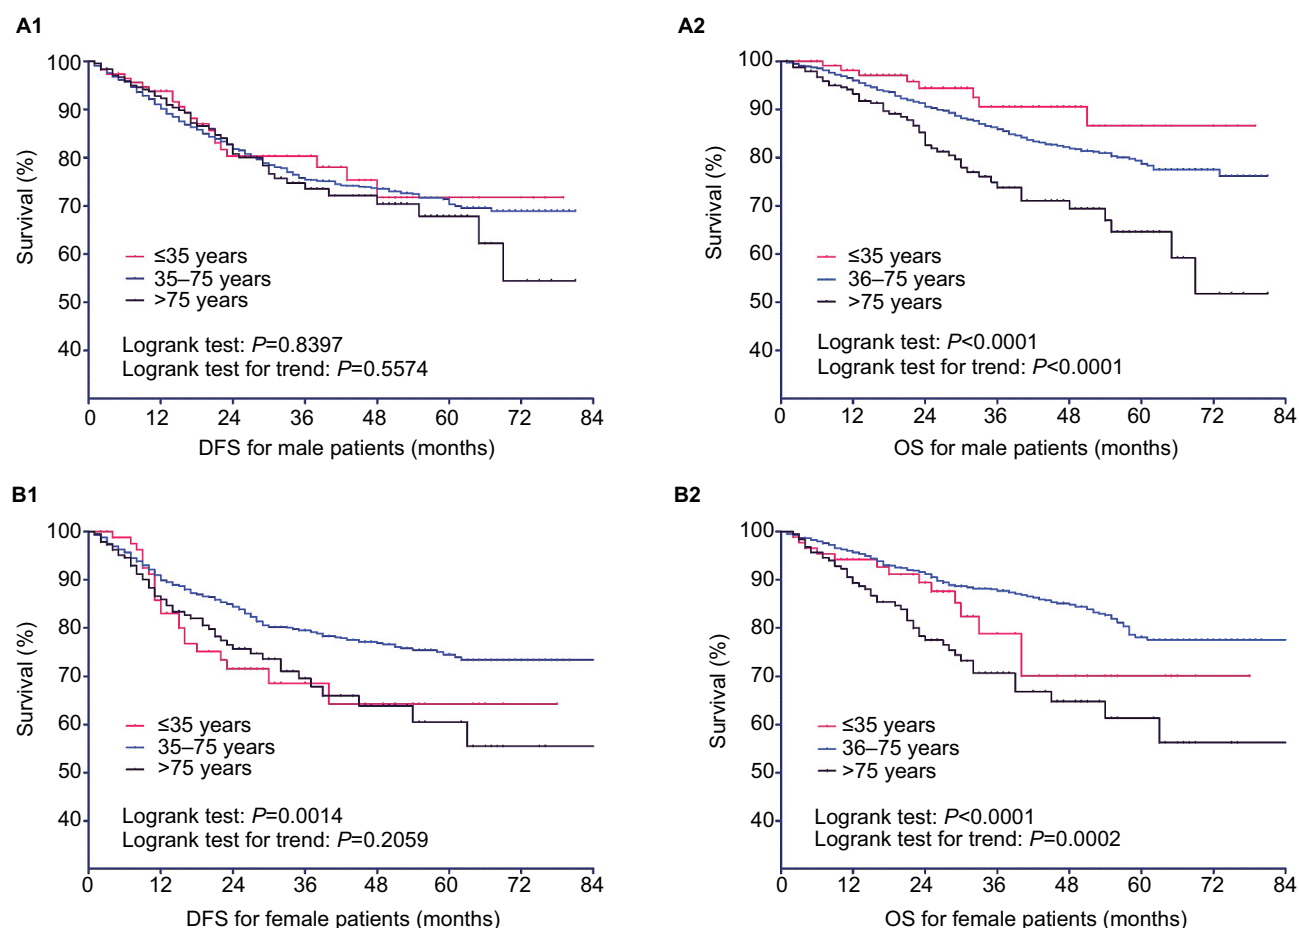 A1
100
90
80
70
60
50
40
Survival (%)
≤35 years
35–75 years
>75 years
Logrank test: P=0.8397
Logrank test for trend: P=0.5574
0 12 24 36 48 60 72 84
DFS for male patients (months)
A2
100
90
80
70
60
50
40
Survival (%)
≤35 years
36–75 years
>75 years
Logrank test: P<0.0001
Logrank test for trend: P<0.0001
0 12 24 36 48 60 72 84
OS for male patients (months)
B1
100
90
80
70
60
50
40
Survival (%)
≤35 years
35–75 years
>75 years
Logrank test: P=0.0014
Logrank test for trend: P=0.2059
0 12 24 36 48 60 72 84
DFS for female patients (months)
B2
100
90
80
70
60
50
40
Survival (%)
≤35 years
36–75 years
>75 years
Logrank test: P<0.0001
Logrank test for trend: P=0.0002
0 12 24 36 48 60 72 84
OS for female patients (months)